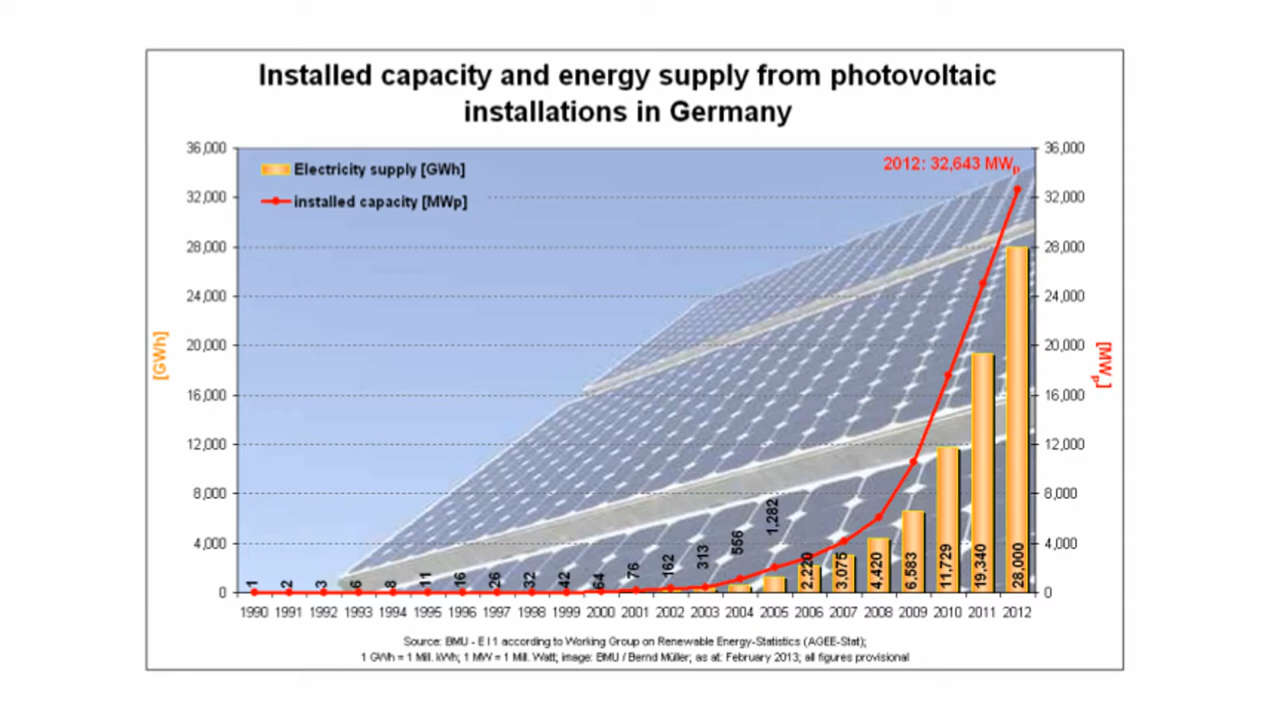 Installed capacity and energy supply from photovoltaic
installations in Germany
36,000
32,000
28,000
24,000
20,000
16,000
12,000
8,000
4,000
0
[GWh]
Electricity supply [GWh]
installed capacity [MWp]
2012: 32,643 MWp
36,000
32,000
28,000
24,000
20,000
16,000
12,000
8,000
4,000
0
[MWp]
1 2 3 6 8 11 16 26 32 42 64 76 162 313 556 1,282 2,220 3,075 4,420 6,583 11,729 19,340 28,000
1990 1991 1992 1993 1994 1995 1996 1997 1998 1999 2000 2001 2002 2003 2004 2005 2006 2007 2008 2009 2010 2011 2012
Source: BMU - E I 1 according to Working Group on Renewable Energy-Statistics (AGEE-Stat);
1 GWh = 1 Mill. kWh; 1 MW = 1 Mill. Watt; image: BMU / Bernd Müller; as at: February 2013; all figures provisional